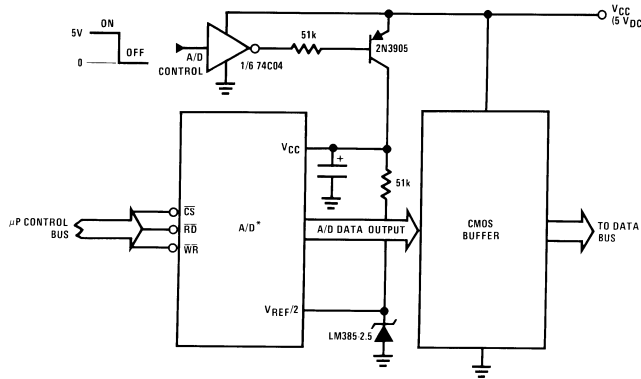 ON
5V
OFF
0
A/D
CONTROL
1/6 74C04
51k
2N3905
VCC
(5 VDC
VCC
+
51k
μP CONTROL
BUS
CS
RD
WR
A/D*
A/D DATA OUTPUT
CMOS
BUFFER
TO DATA
BUS
VREF/2
LM385-2.5